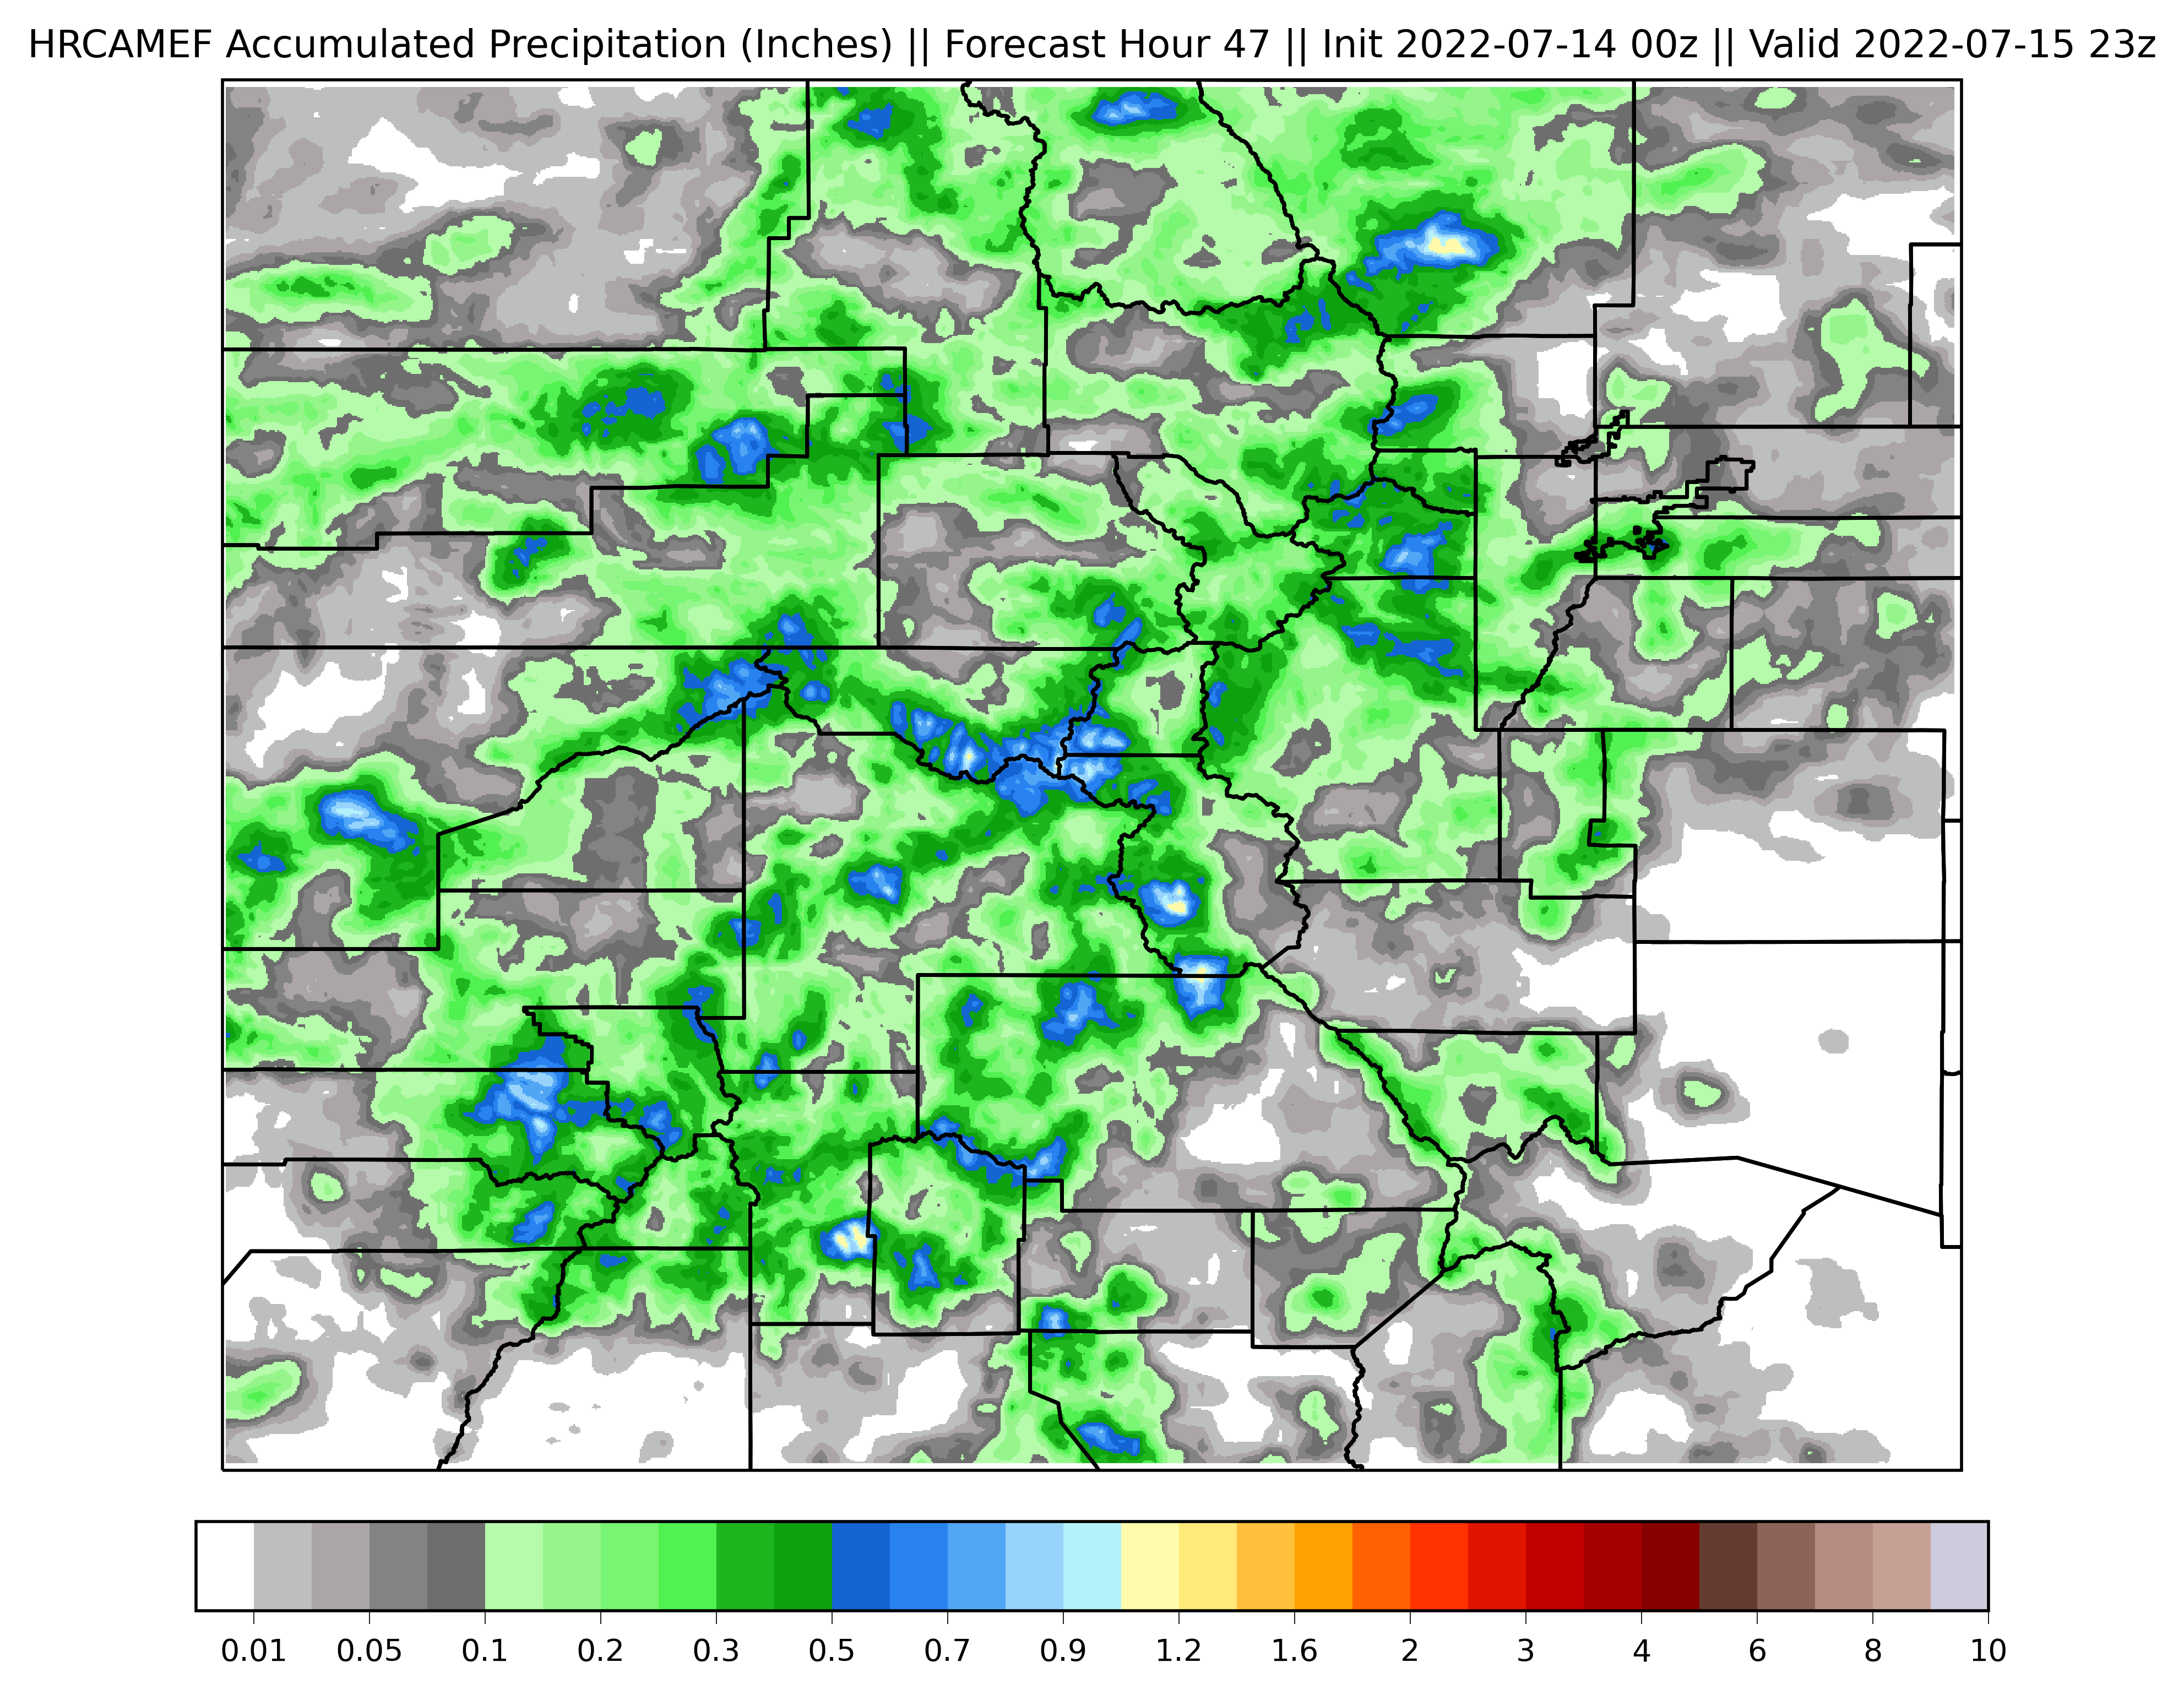 HRCAMEF Accumulated Precipitation (Inches) || Forecast Hour 47 || Init 2022-07-14 00z || Valid 2022-07-15 23z
0.01 0.05 0.1 0.2 0.3 0.5 0.7 0.9 1.2 1.6 2 3 4 6 8 10